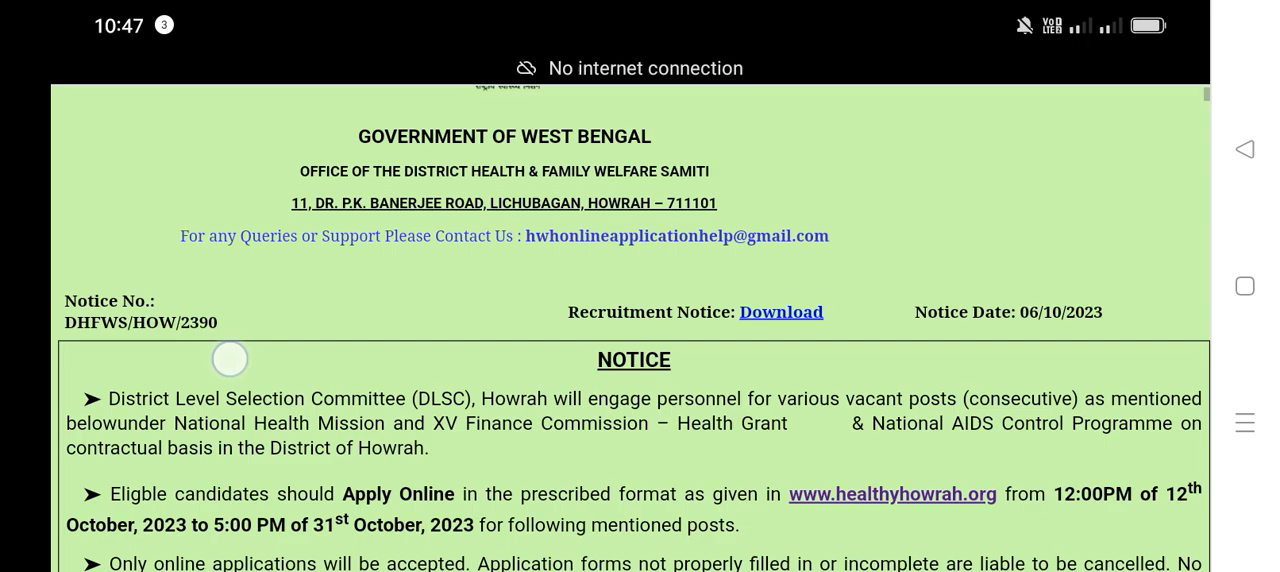 10:47 3
VoD LTE 2
No internet connection
GOVERNMENT OF WEST BENGAL
OFFICE OF THE DISTRICT HEALTH & FAMILY WELFARE SAMITI
11, DR. P.K. BANERJEE ROAD, LICHUBAGAN, HOWRAH – 711101
For any Queries or Support Please Contact Us : hwhonlineapplicationhelp@gmail.com
Notice No.:
DHFWS/HOW/2390
Recruitment Notice: Download
Notice Date: 06/10/2023
NOTICE
➤ District Level Selection Committee (DLSC), Howrah will engage personnel for various vacant posts (consecutive) as mentioned
belowunder National Health Mission and XV Finance Commission – Health Grant & National AIDS Control Programme on
contractual basis in the District of Howrah.
➤ Eligble candidates should Apply Online in the prescribed format as given in www.healthyhowrah.org from 12:00PM of 12th
October, 2023 to 5:00 PM of 31st October, 2023 for following mentioned posts.
➤ Only online applications will be accepted. Application forms not properly filled in or incomplete are liable to be cancelled. No